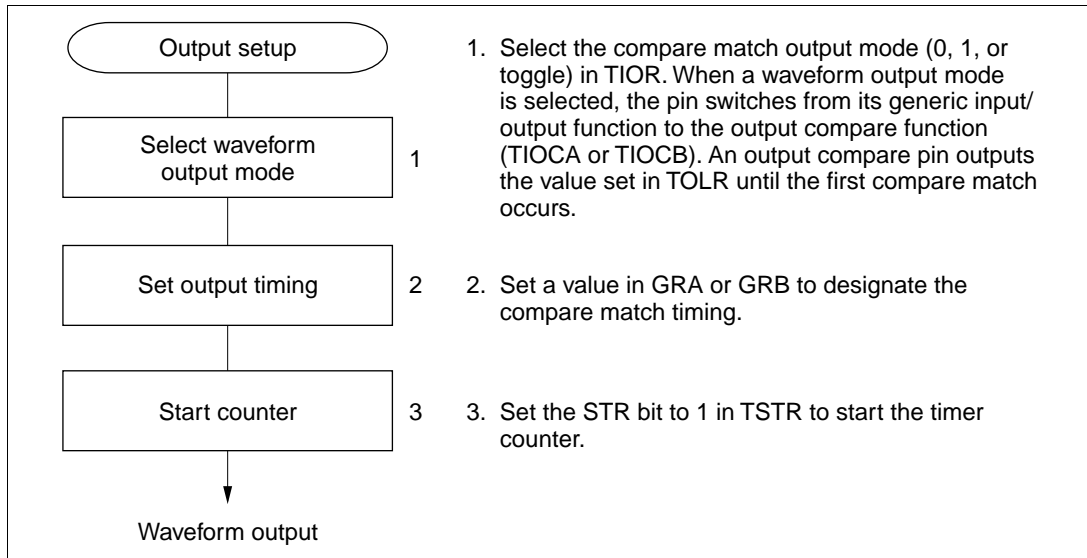 Output setup
Select waveform
output mode
1
Set output timing
2
Start counter
3
Waveform output
1. Select the compare match output mode (0, 1, or
toggle) in TIOR. When a waveform output mode
is selected, the pin switches from its generic input/
output function to the output compare function
(TIOCA or TIOCB). An output compare pin outputs
the value set in TOLR until the first compare match
occurs.
2. Set a value in GRA or GRB to designate the
compare match timing.
3. Set the STR bit to 1 in TSTR to start the timer
counter.